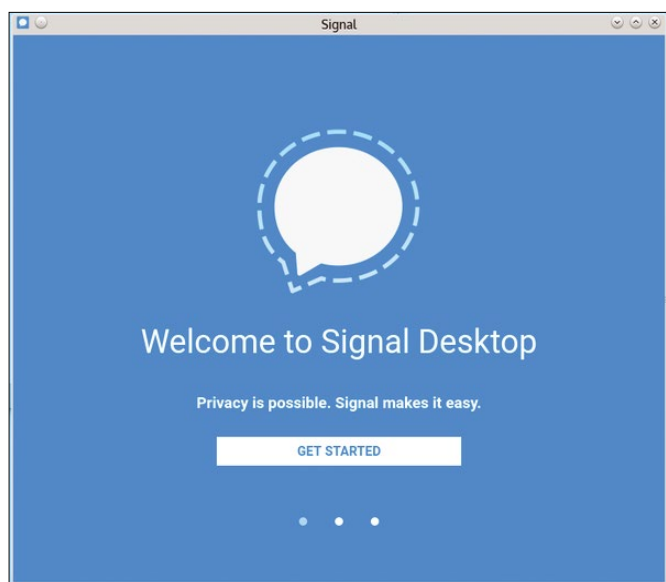 Signal
Welcome to Signal Desktop
Privacy is possible. Signal makes it easy.
GET STARTED